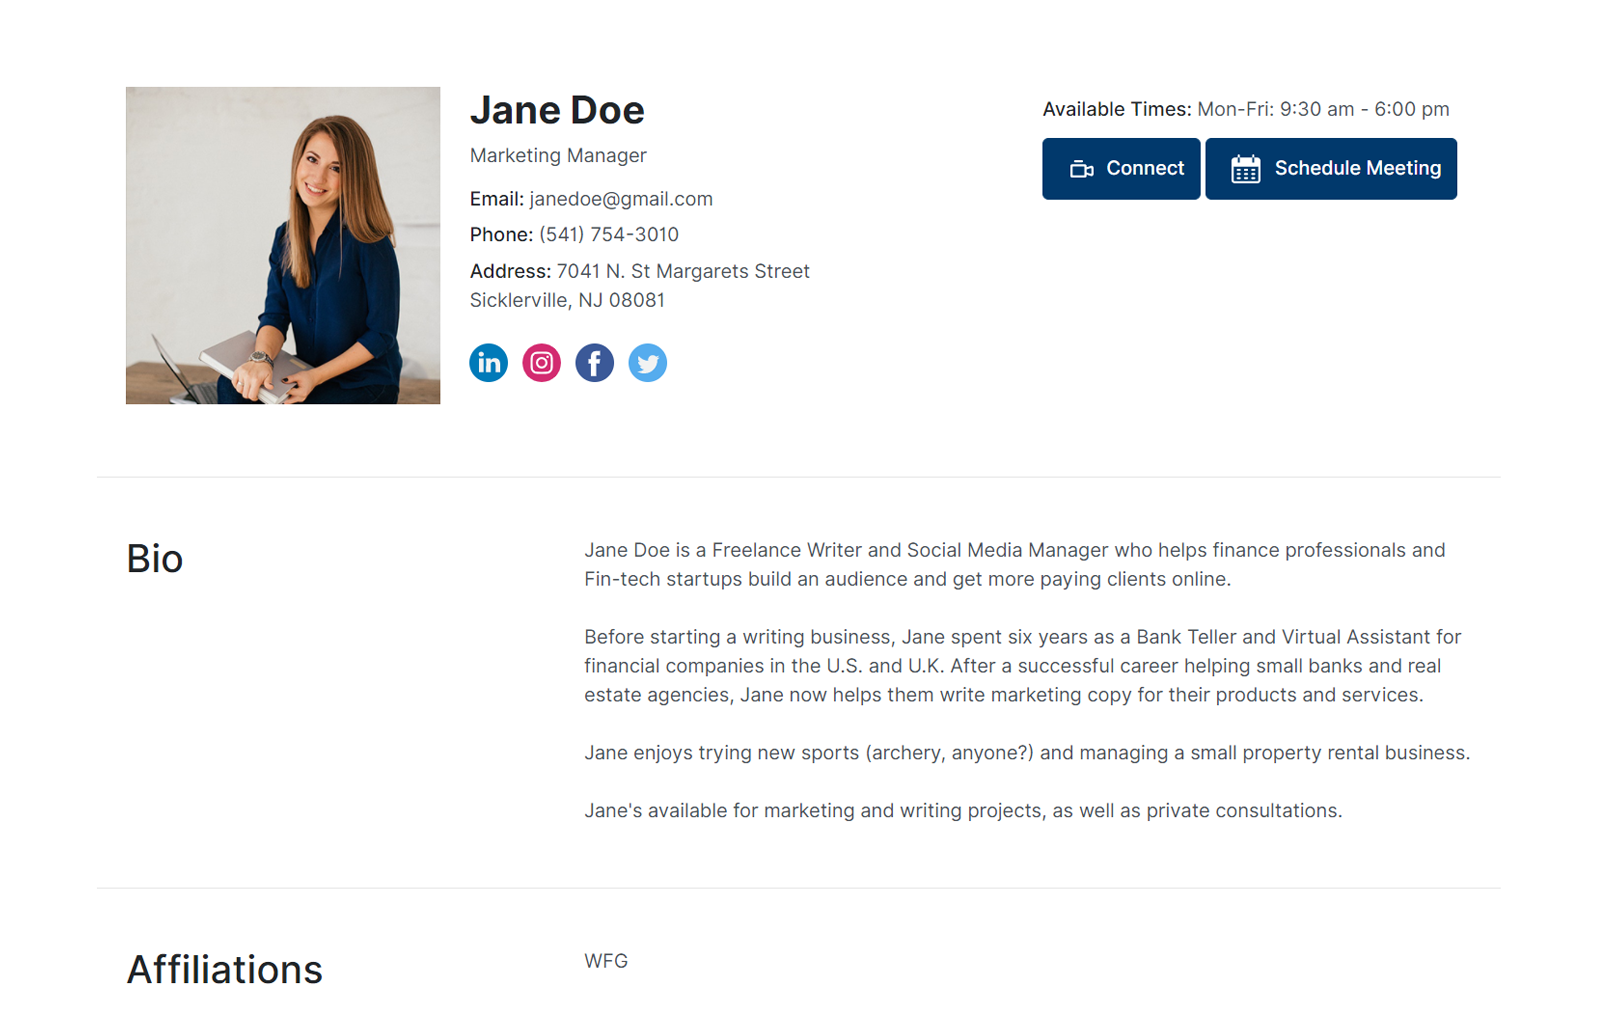 Jane Doe
Marketing Manager
Email: janedoe@gmail.com
Phone: (541) 754-3010
Address: 7041 N. St Margarets Street
Sicklerville, NJ 08081
in
f
Available Times: Mon-Fri: 9:30 am - 6:00 pm
Connect
Schedule Meeting
Bio
Jane Doe is a Freelance Writer and Social Media Manager who helps finance professionals and
Fin-tech startups build an audience and get more paying clients online.
Before starting a writing business, Jane spent six years as a Bank Teller and Virtual Assistant for
financial companies in the U.S. and U.K. After a successful career helping small banks and real
estate agencies, Jane now helps them write marketing copy for their products and services.
Jane enjoys trying new sports (archery, anyone?) and managing a small property rental business.
Jane's available for marketing and writing projects, as well as private consultations.
Affiliations
WFG